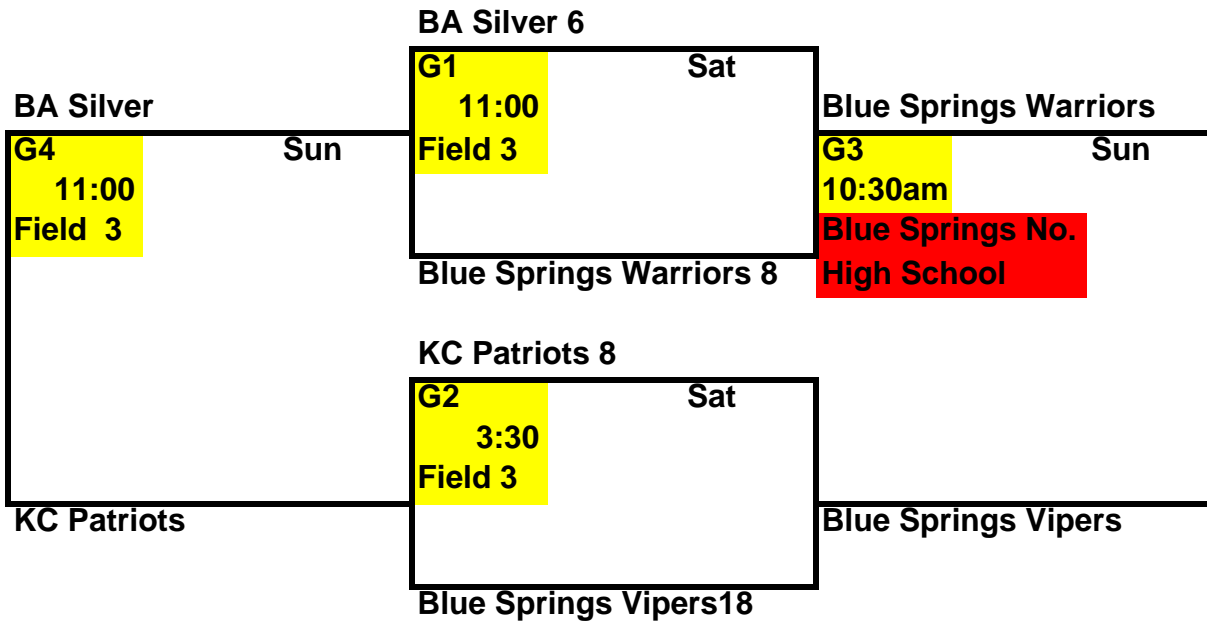 BA Silver 6
G1 Sat
BA Silver
11:00
Blue Springs Warriors
G4 Sun
Field 3
G3 Sun
11:00
10:30am
Field  3
Blue Springs No.
Blue Springs Warriors 8
High School
KC Patriots 8
G2 Sat
3:30
Field 3
KC Patriots
Blue Springs Vipers
Blue Springs Vipers18